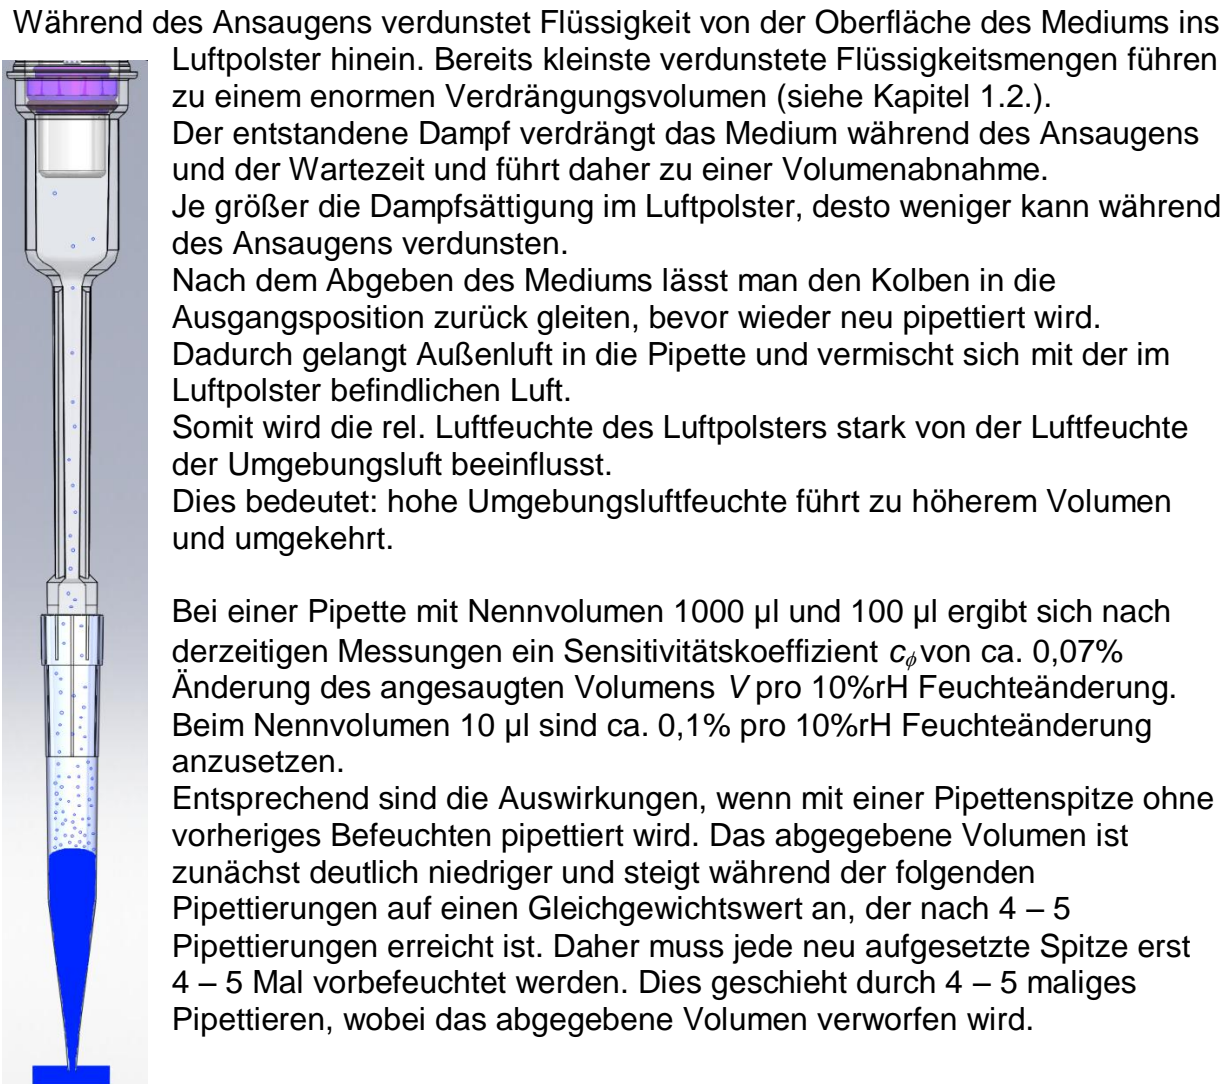 Während des Ansaugens verdunstet Flüssigkeit von der Oberfläche des Mediums ins
Luftpolster hinein. Bereits kleinste verdunstete Flüssigkeitsmengen führen
zu einem enormen Verdrängungsvolumen (siehe Kapitel 1.2.).
Der entstandene Dampf verdrängt das Medium während des Ansaugens
und der Wartezeit und führt daher zu einer Volumenabnahme.
Je größer die Dampfsättigung im Luftpolster, desto weniger kann während
des Ansaugens verdunsten.
Nach dem Abgeben des Mediums lässt man den Kolben in die
Ausgangsposition zurück gleiten, bevor wieder neu pipettiert wird.
Dadurch gelangt Außenluft in die Pipette und vermischt sich mit der im
Luftpolster befindlichen Luft.
Somit wird die rel. Luftfeuchte des Luftpolsters stark von der Luftfeuchte
der Umgebungsluft beeinflusst.
Dies bedeutet: hohe Umgebungsluftfeuchte führt zu höherem Volumen
und umgekehrt.
Bei einer Pipette mit Nennvolumen 1000 µl und 100 µl ergibt sich nach
derzeitigen Messungen ein Sensitivitätskoeffizient cϕ von ca. 0,07%
Änderung des angesaugten Volumens V pro 10%rH Feuchteänderung.
Beim Nennvolumen 10 µl sind ca. 0,1% pro 10%rH Feuchteänderung
anzusetzen.
Entsprechend sind die Auswirkungen, wenn mit einer Pipettenspitze ohne
vorheriges Befeuchten pipettiert wird. Das abgegebene Volumen ist
zunächst deutlich niedriger und steigt während der folgenden
Pipettierungen auf einen Gleichgewichtswert an, der nach 4 – 5
Pipettierungen erreicht ist. Daher muss jede neu aufgesetzte Spitze erst
4 – 5 Mal vorbefeuchtet werden. Dies geschieht durch 4 – 5 maliges
Pipettieren, wobei das abgegebene Volumen verworfen wird.